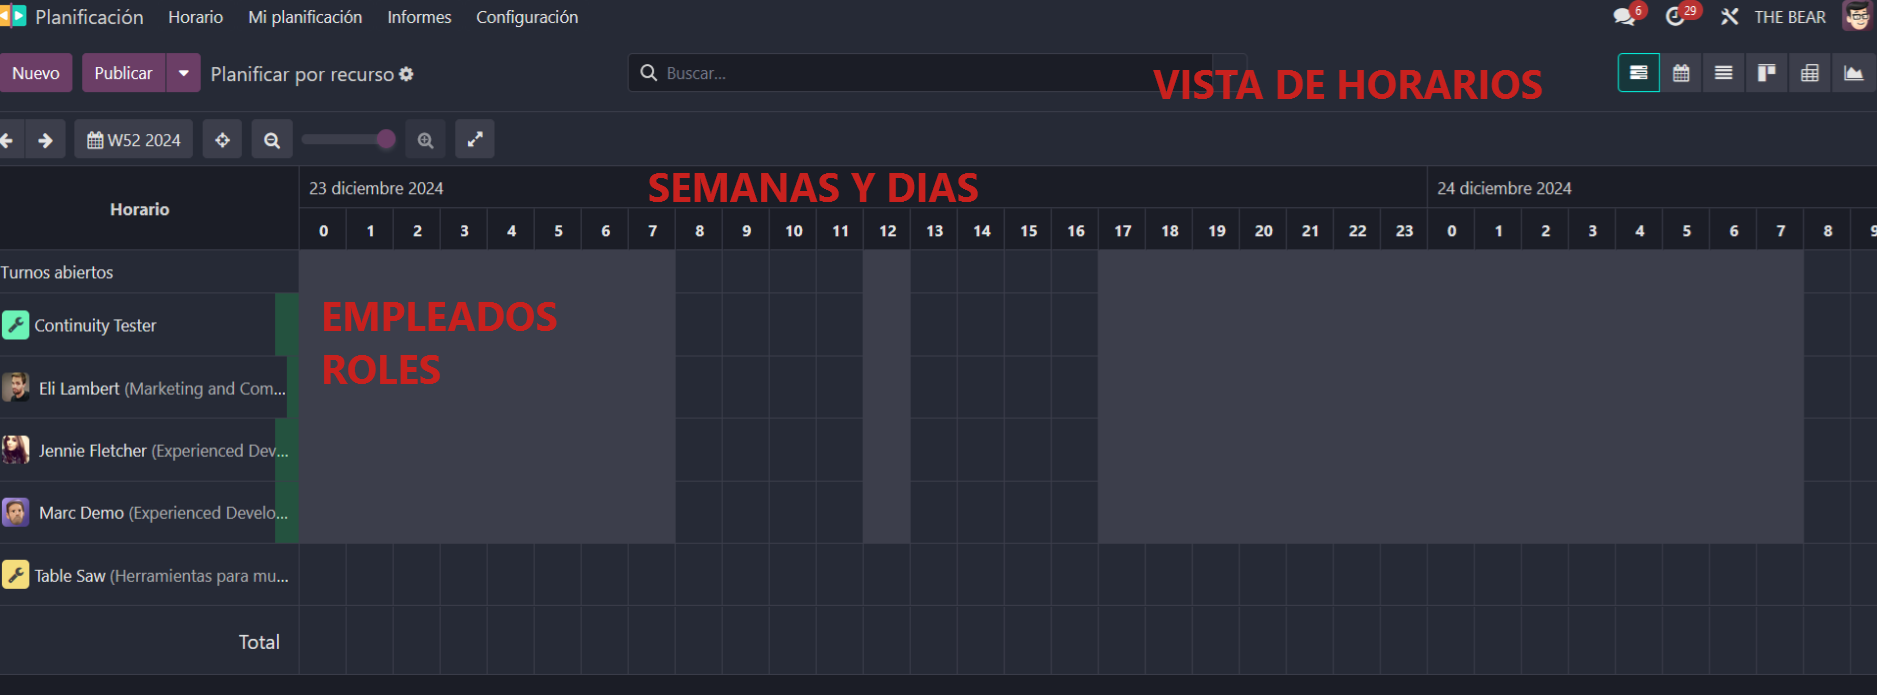 Planificación Horario Mi planificación Informes Configuración 6 29 THE BEAR
Nuevo Publicar Planificar por recurso Buscar... VISTA DE HORARIOS
W52 2024
Horario
23 diciembre 2024 SEMANAS Y DIAS 24 diciembre 2024
0 1 2 3 4 5 6 7 8 9 10 11 12 13 14 15 16 17 18 19 20 21 22 23 0 1 2 3 4 5 6 7 8 9
Turnos abiertos
EMPLEADOS
ROLES
Continuity Tester
Eli Lambert (Marketing and Com...
Jennie Fletcher (Experienced Dev...
Marc Demo (Experienced Develo...
Table Saw (Herramientas para mu...
Total